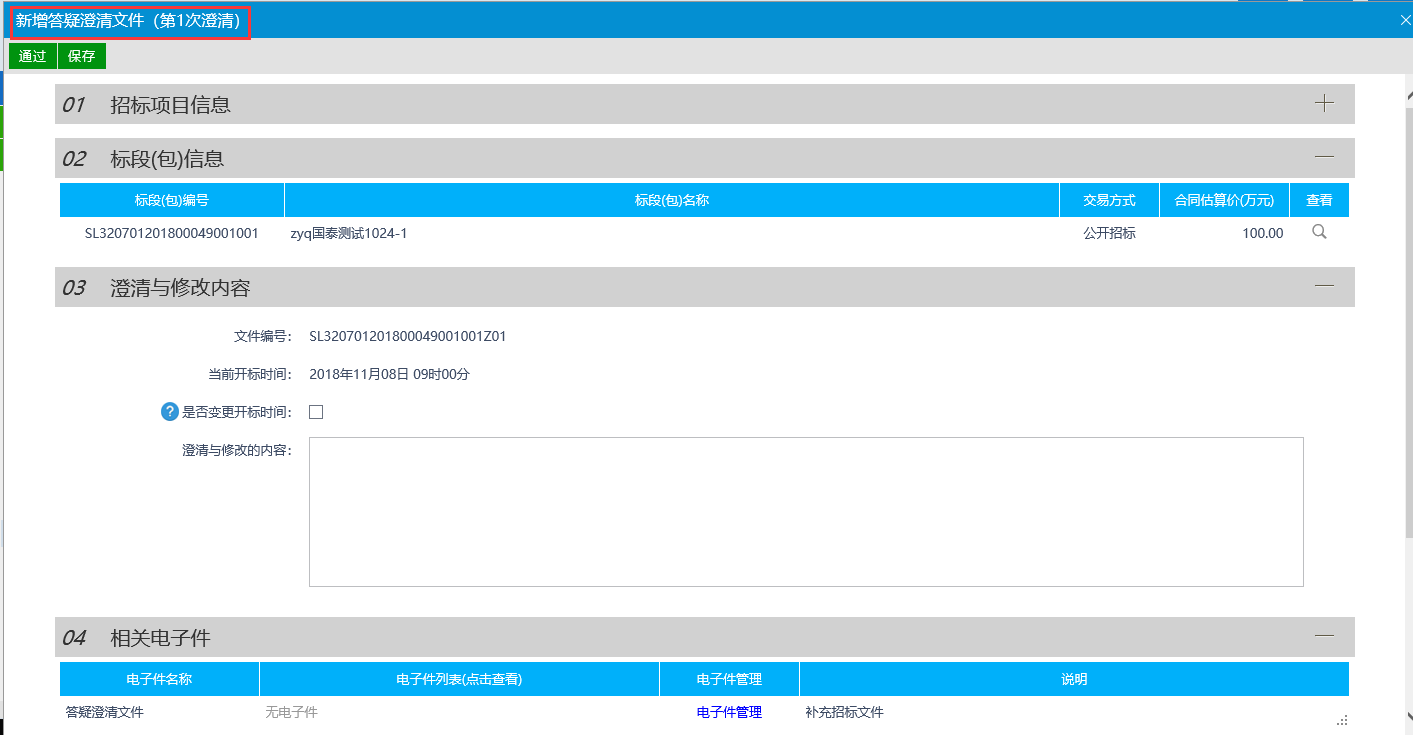 新增答疑澄清文件（第1次澄清）
通过 保存
01 招标项目信息
02 标段(包)信息
标段(包)编号 标段(包)名称 交易方式 合同估算价(万元) 查看
SL320701201800049001001 zyq国泰测试1024-1 公开招标 100.00
03 澄清与修改内容
文件编号： SL320701201800049001001Z01
当前开标时间： 2018年11月08日 09时00分
? 是否变更开标时间：
澄清与修改的内容：
04 相关电子件
电子件名称 电子件列表(点击查看) 电子件管理 说明
答疑澄清文件 无电子件 电子件管理 补充招标文件